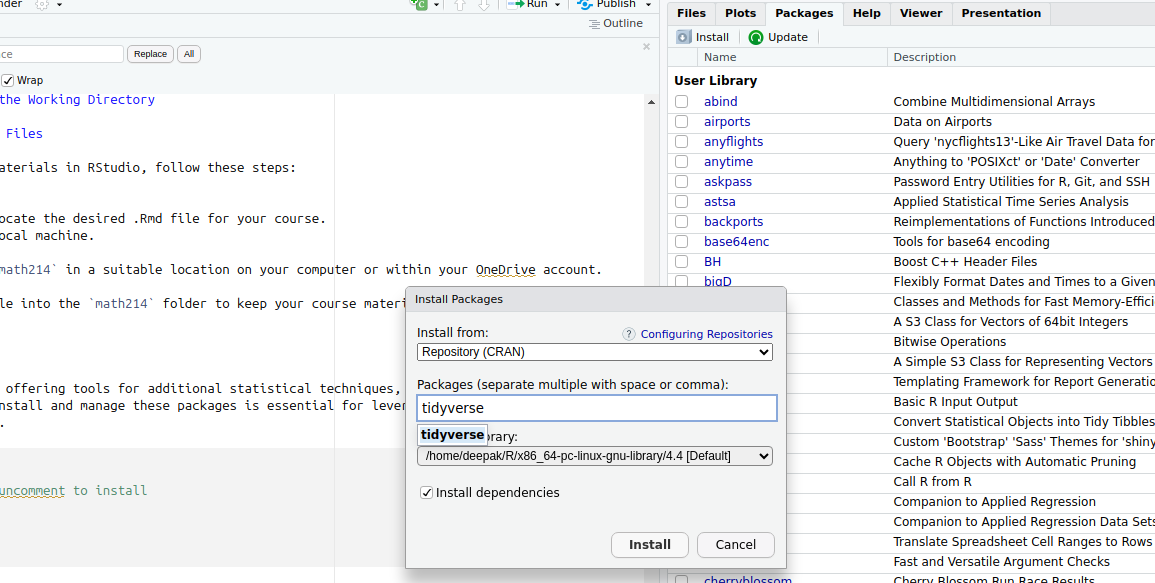 nder
Run
Publish
Outline
ce
Replace
All
Wrap
the Working Directory
Files
aterials in RStudio, follow these steps:
ocate the desired .Rmd file for your course.
ocal machine.
math214` in a suitable location on your computer or within your OneDrive account.
le into the `math214` folder to keep your course materi
offering tools for additional statistical techniques,
nstall and manage these packages is essential for lever
.
uncomment to install
Files Plots Packages Help Viewer Presentation
Install Update
Name Description
User Library
abind Combine Multidimensional Arrays
airports Data on Airports
anyflights Query 'nycflights13'-Like Air Travel Data for
anytime Anything to 'POSIXct' or 'Date' Converter
askpass Password Entry Utilities for R, Git, and SSH
astsa Applied Statistical Time Series Analysis
backports Reimplementations of Functions Introduced
base64enc Tools for base64 encoding
BH Boost C++ Header Files
bigD Flexibly Format Dates and Times to a Given
Classes and Methods for Fast Memory-Effici
A S3 Class for Vectors of 64bit Integers
Bitwise Operations
A Simple S3 Class for Representing Vectors
Templating Framework for Report Generatio
Basic R Input Output
Convert Statistical Objects into Tidy Tibbles
Custom 'Bootstrap' 'Sass' Themes for 'shiny
Cache R Objects with Automatic Pruning
Call R from R
Companion to Applied Regression
Companion to Applied Regression Data Sets
Translate Spreadsheet Cell Ranges to Rows
Fast and Versatile Argument Checks
cherryblossom Cherry Blossom Run Race Results
Install Packages
Install from:
? Configuring Repositories
Repository (CRAN)
Packages (separate multiple with space or comma):
tidyverse
tidyverse
rary:
/home/deepak/R/x86_64-pc-linux-gnu-library/4.4 [Default]
Install dependencies
Install Cancel